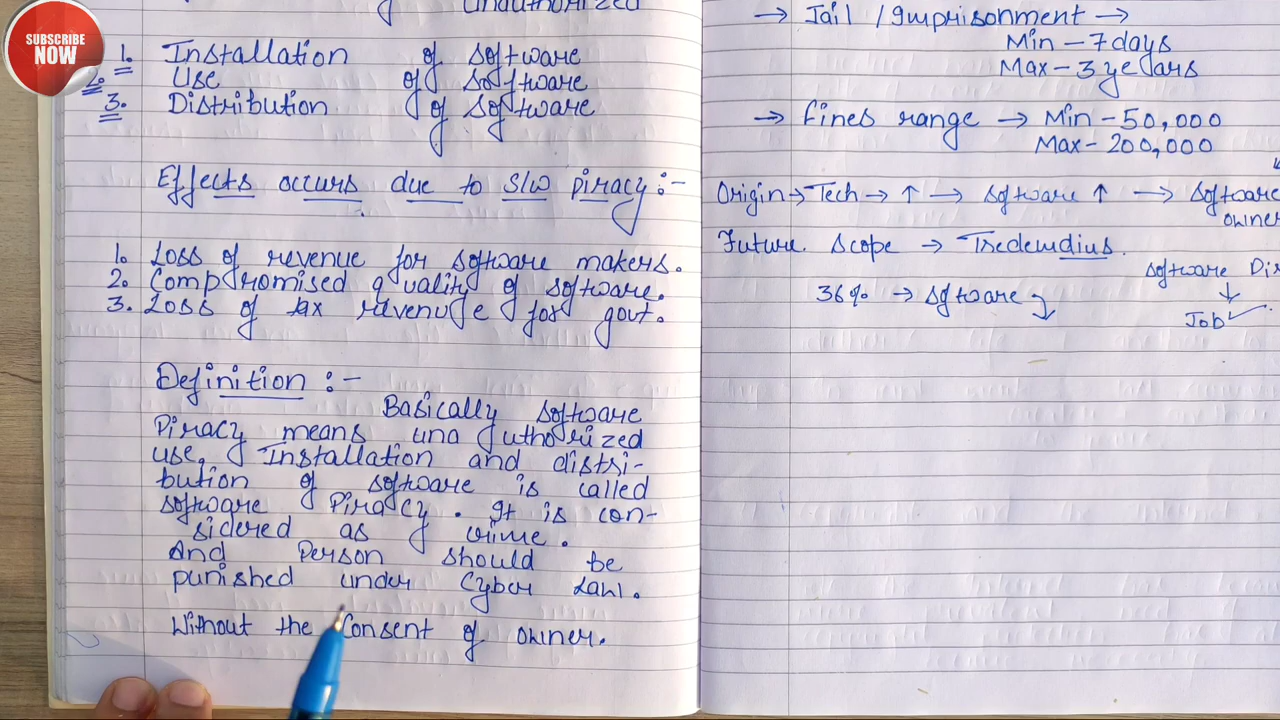 SUBSCRIBE
NOW
Unauthorized
1. Installation of software
2. Use of software
3. Distribution of software
Effects occurs due to S/W Piracy :-
1. Loss of revenue for software makers.
2. Compromised quality of software.
3. Loss of tax revenue for govt.
Definition :-
Basically software
Piracy means unauthorized
use, Installation and distri-
bution of software is called
software Piracy. It is con-
sidered as a crime.
And Person should be
punished under Cyber Law.
Without the Consent of owner.
→ Jail / Imprisonment →
Min - 7 days
Max - 3 years
→ fines range → Min - 50,000
Max - 200,000
Origin → Tech → ↑ → software ↑ → Software
owner
Future Scope →
software Dis
36% → software
Job